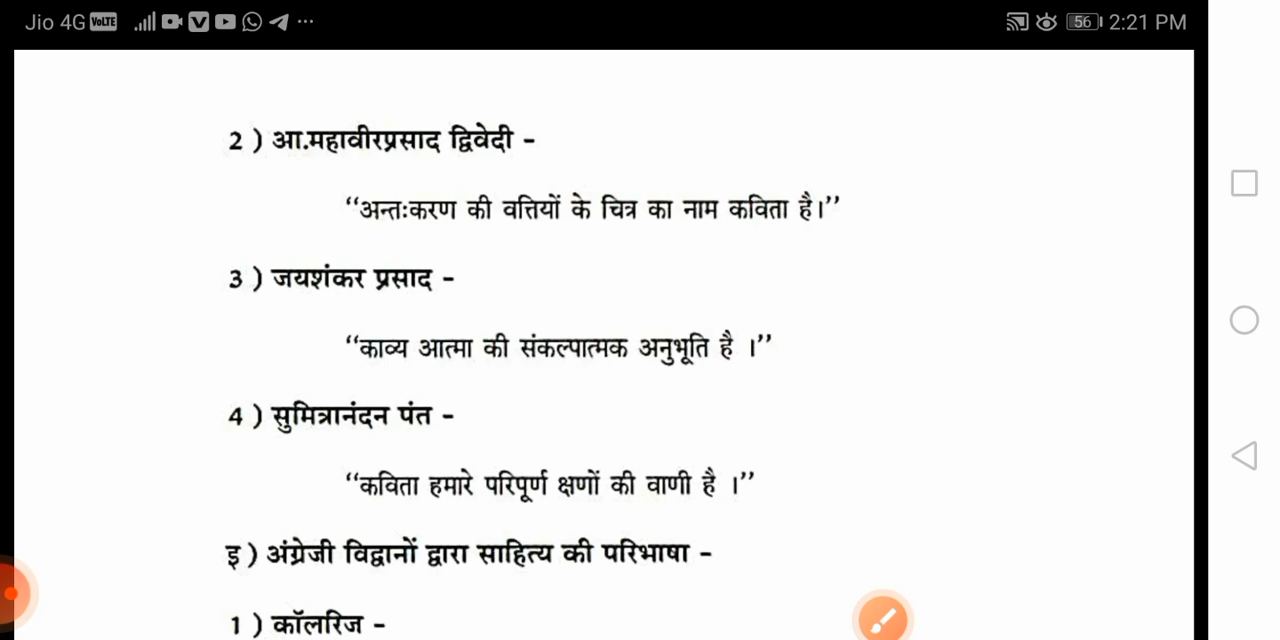 Jio 4G VoLTE 56 2:21 PM
2 ) आ.महावीरप्रसाद द्विवेदी -
‘‘अन्तःकरण की वत्तियों के चित्र का नाम कविता है।’’
3 ) जयशंकर प्रसाद -
‘‘काव्य आत्मा की संकल्पात्मक अनुभूति है ।’’
4 ) सुमित्रानंदन पंत -
‘‘कविता हमारे परिपूर्ण क्षणों की वाणी है ।’’
इ ) अंग्रेजी विद्वानों द्वारा साहित्य की परिभाषा -
1 ) कॉलरिज -